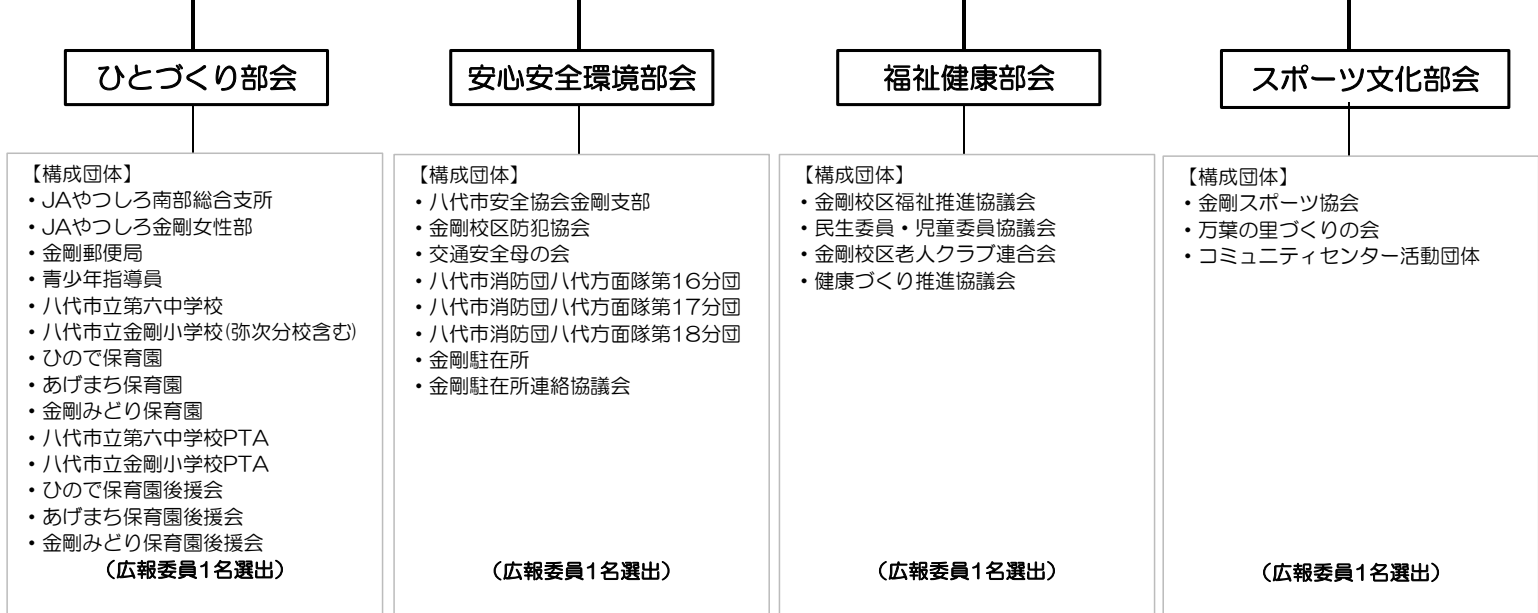 ひとづくり部会
【構成団体】
・JAやつしろ南部総合支所
・JAやつしろ金剛女性部
・金剛郵便局
・青少年指導員
・八代市立第六中学校
・八代市立金剛小学校(弥次分校含む)
・ひので保育園
・あげまち保育園
・金剛みどり保育園
・八代市立第六中学校PTA
・八代市立金剛小学校PTA
・ひので保育園後援会
・あげまち保育園後援会
・金剛みどり保育園後援会
（広報委員1名選出）
安心安全環境部会
【構成団体】
・八代市安全協会金剛支部
・金剛校区防犯協会
・交通安全母の会
・八代市消防団八代方面隊第16分団
・八代市消防団八代方面隊第17分団
・八代市消防団八代方面隊第18分団
・金剛駐在所
・金剛駐在所連絡協議会
（広報委員1名選出）
福祉健康部会
【構成団体】
・金剛校区福祉推進協議会
・民生委員・児童委員協議会
・金剛校区老人クラブ連合会
・健康づくり推進協議会
（広報委員1名選出）
スポーツ文化部会
【構成団体】
・金剛スポーツ協会
・万葉の里づくりの会
・コミュニティセンター活動団体
（広報委員1名選出）